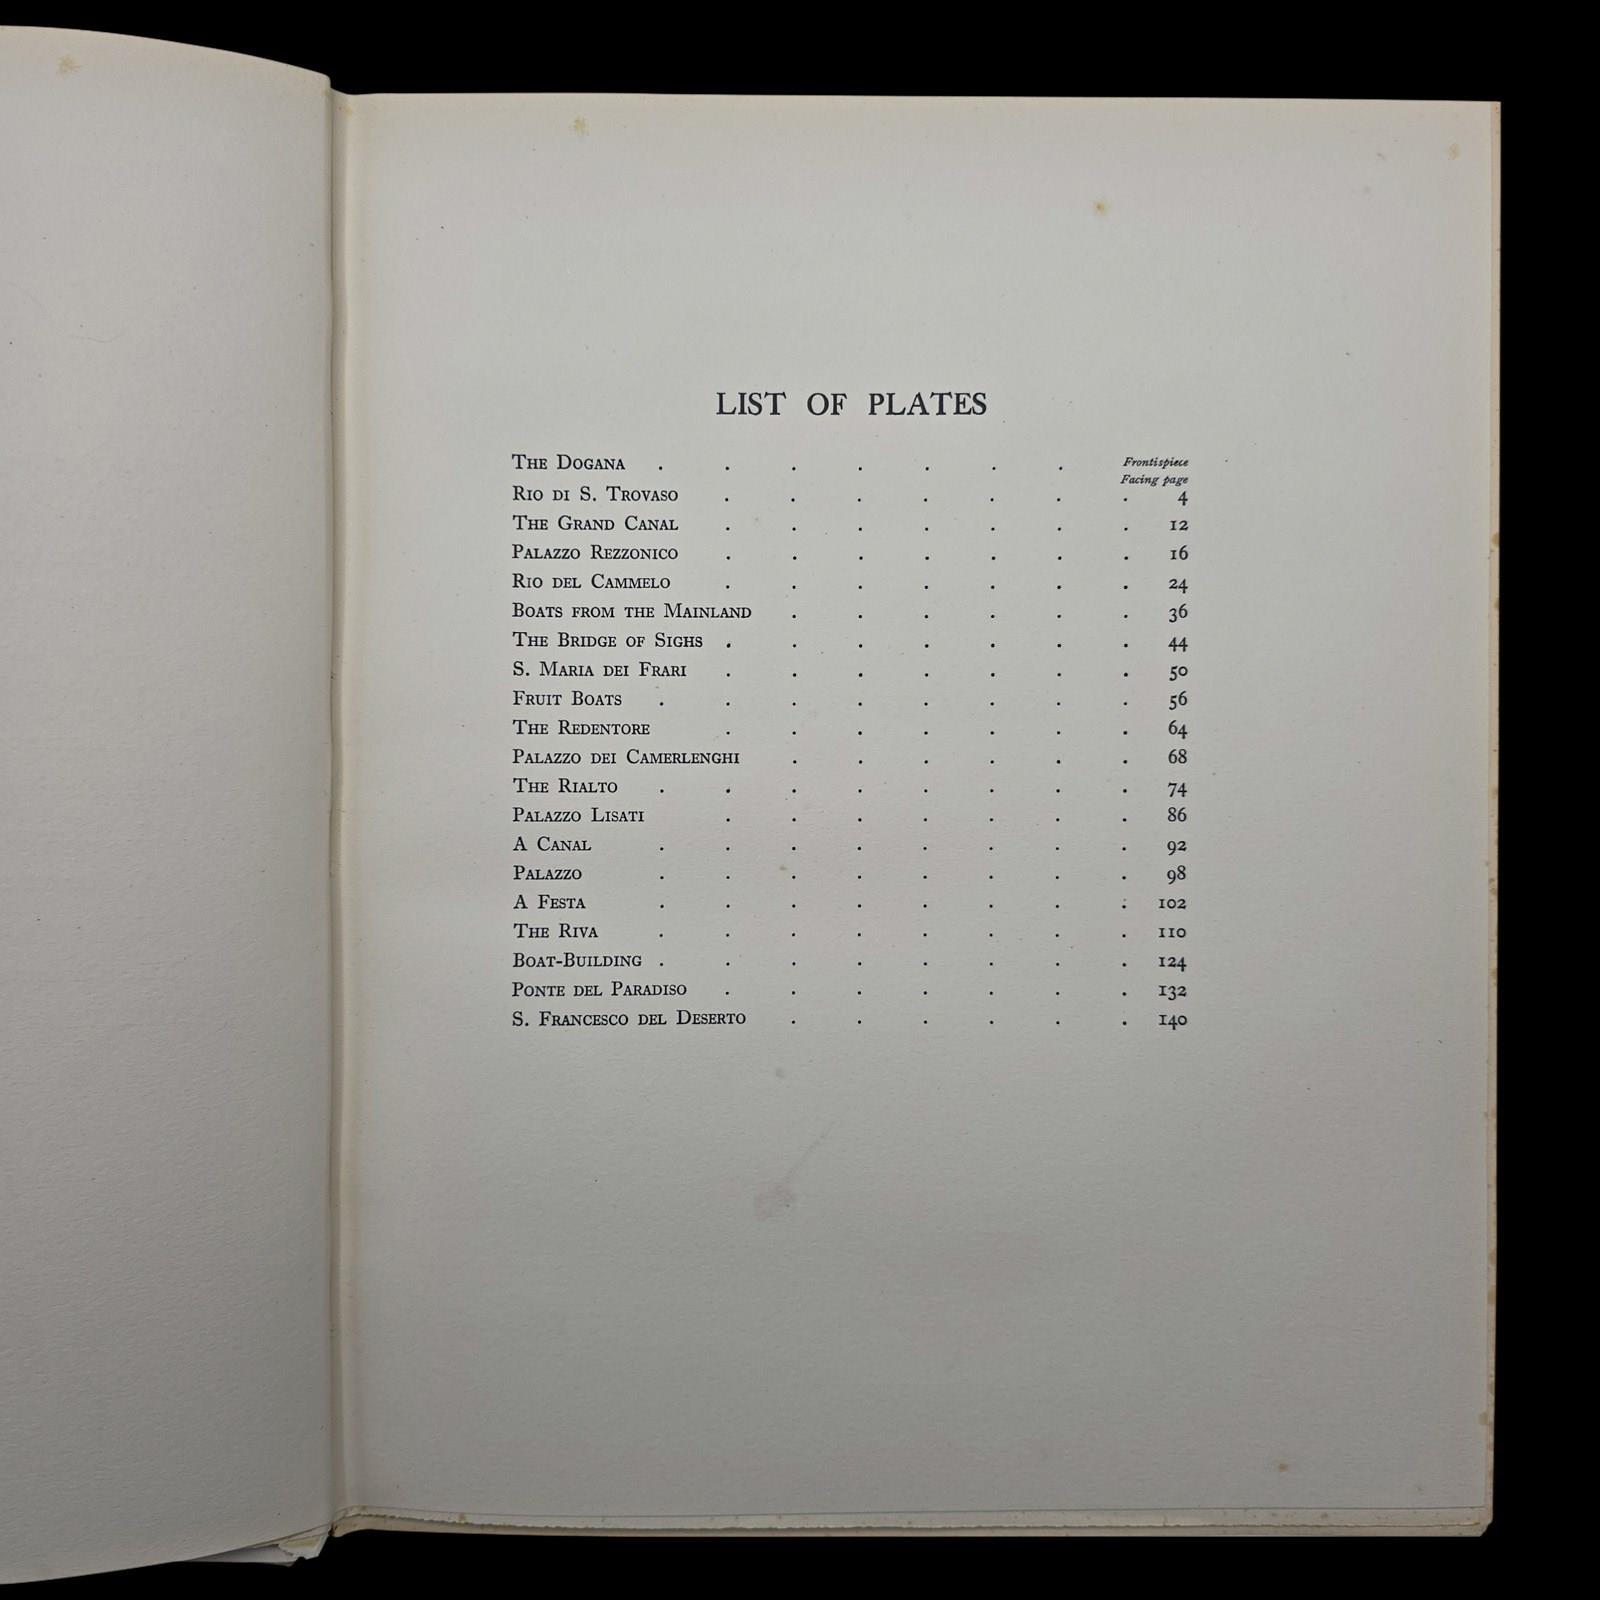 LIST OF PLATES
The Dogana . . . . . . . Frontispiece
Facing page
Rio di S. Trovaso . . . . . . . 4
The Grand Canal . . . . . . . 12
Palazzo Rezzonico . . . . . . . 16
Rio del Cammelo . . . . . . . 24
Boats from the Mainland . . . . . . 36
The Bridge of Sighs . . . . . . . 44
S. Maria dei Frari . . . . . . . 50
Fruit Boats . . . . . . . . 56
The Redentore . . . . . . . 64
Palazzo dei Camerlenghi . . . . . . 68
The Rialto . . . . . . . . 74
Palazzo Lisati . . . . . . . 86
A Canal . . . . . . . . 92
Palazzo . . . . . . . . 98
A Festa . . . . . . . . 102
The Riva . . . . . . . . 110
Boat-Building . . . . . . . . 124
Ponte del Paradiso . . . . . . . 132
S. Francesco del Deserto . . . . . . 140